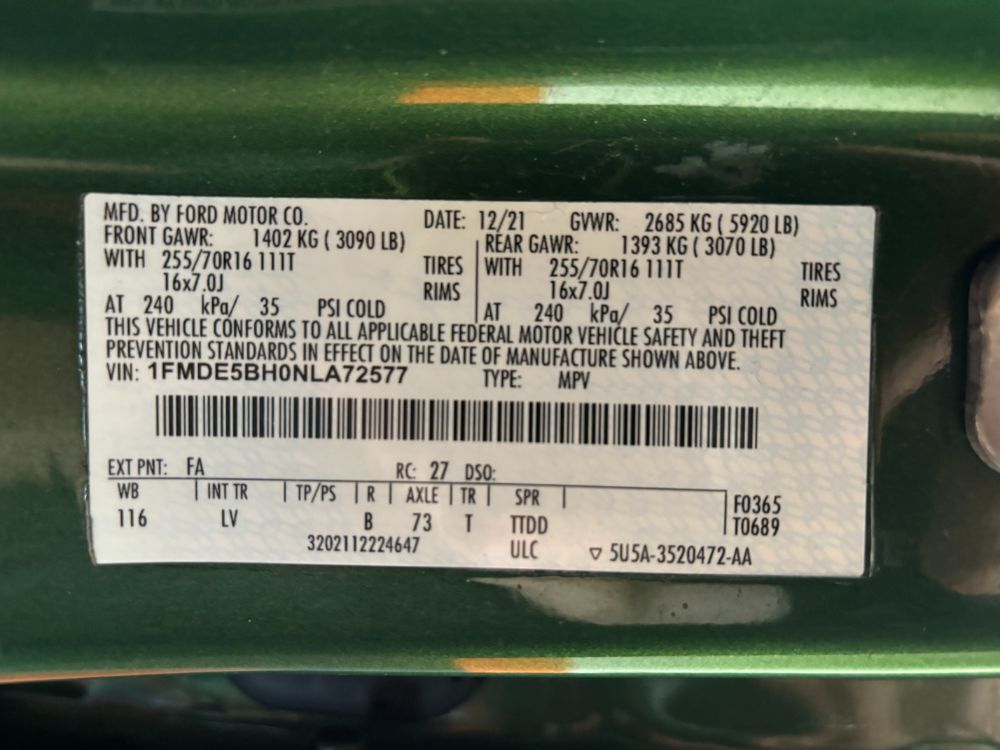 MFD. BY FORD MOTOR CO. DATE: 12/21 GVWR: 2685 KG ( 5920 LB)
FRONT GAWR: 1402 KG ( 3090 LB) REAR GAWR: 1393 KG ( 3070 LB)
WITH 255/70R16 111T TIRES WITH 255/70R16 111T TIRES
16x7.0J RIMS 16x7.0J RIMS
AT 240 kPa/ 35 PSI COLD AT 240 kPa/ 35 PSI COLD
THIS VEHICLE CONFORMS TO ALL APPLICABLE FEDERAL MOTOR VEHICLE SAFETY AND THEFT
PREVENTION STANDARDS IN EFFECT ON THE DATE OF MANUFACTURE SHOWN ABOVE.
VIN: 1FMDE5BH0NLA72577 TYPE: MPV
EXT PNT: FA RC: 27 DSO:
WB INT TR TP/PS R AXLE TR SPR F0365
116 LV B 73 T TTDD T0689
3202112224647 ULC ▽ 5U5A-3520472-AA